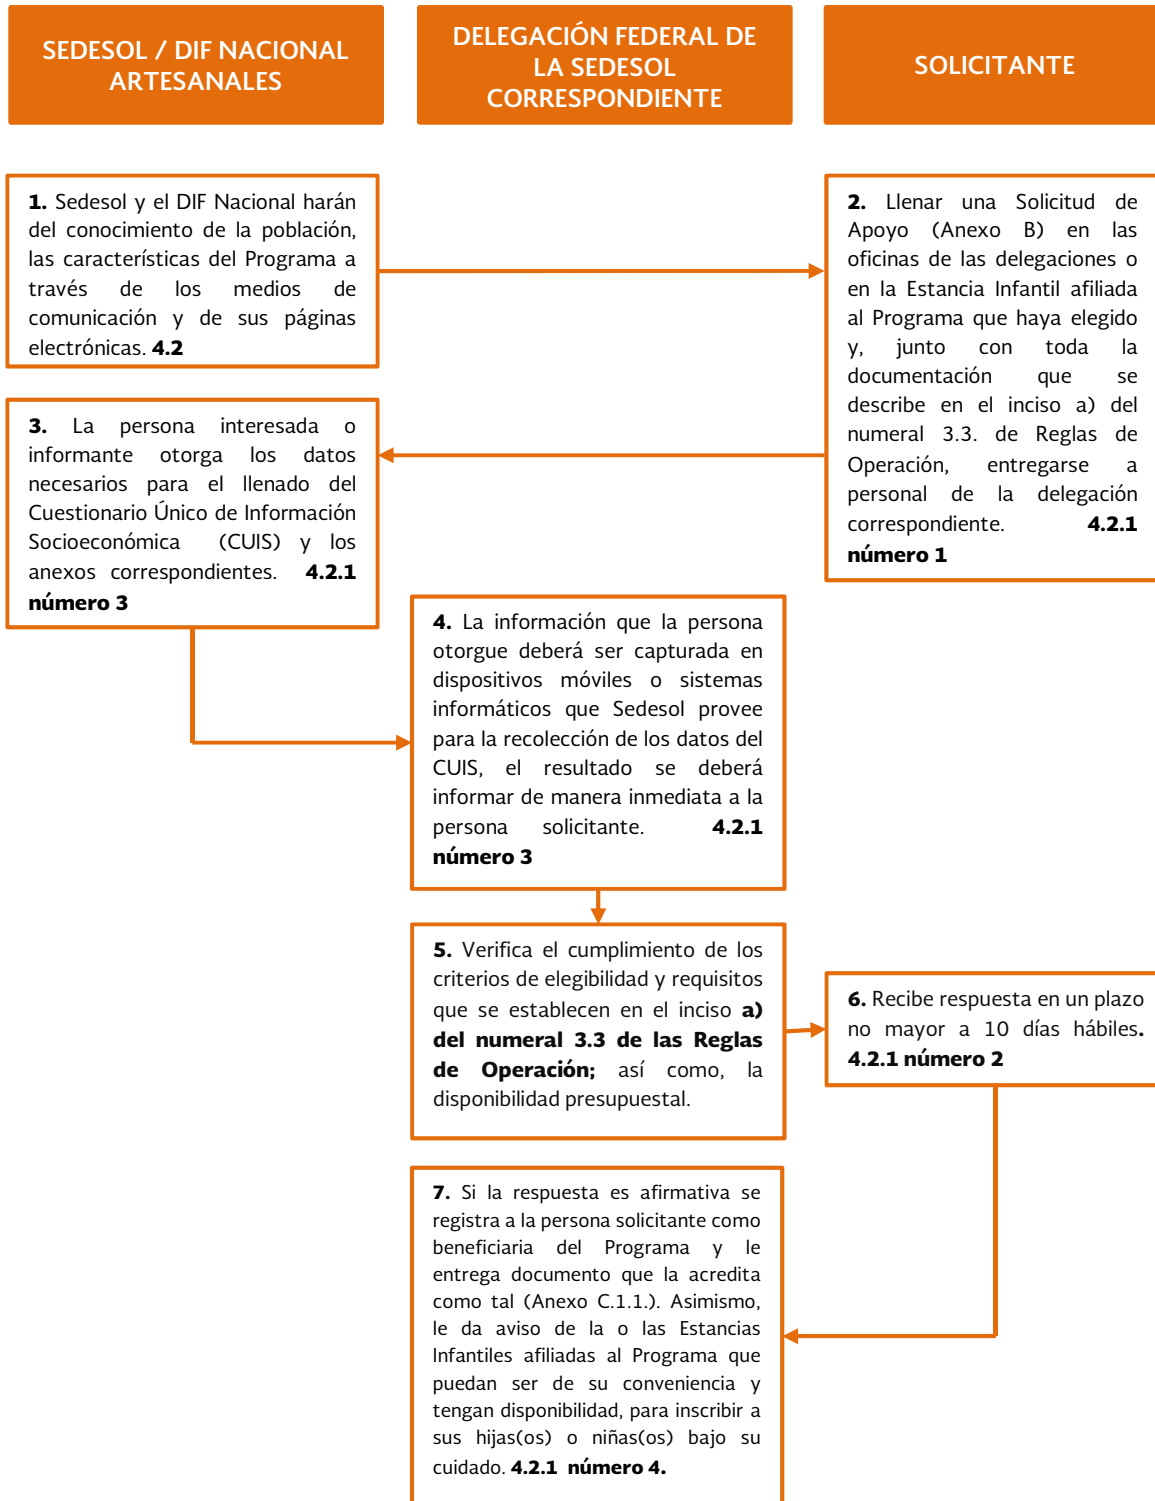 SEDESOL / DIF NACIONAL
ARTESANALES
DELEGACIÓN FEDERAL DE
LA SEDESOL
CORRESPONDIENTE
SOLICITANTE
1. Sedesol y el DIF Nacional harán
del conocimiento de la población,
las características del Programa a
través de los medios de
comunicación y de sus páginas
electrónicas. 4.2
2. Llenar una Solicitud de
Apoyo (Anexo B) en las
oficinas de las delegaciones o
en la Estancia Infantil afiliada
al Programa que haya elegido
y, junto con toda la
documentación que se
describe en el inciso a) del
numeral 3.3. de Reglas de
Operación, entregarse a
personal de la delegación
correspondiente. 4.2.1
número 1
3. La persona interesada o
informante otorga los datos
necesarios para el llenado del
Cuestionario Único de Información
Socioeconómica (CUIS) y los
anexos correspondientes. 4.2.1
número 3
4. La información que la persona
otorgue deberá ser capturada en
dispositivos móviles o sistemas
informáticos que Sedesol provee
para la recolección de los datos del
CUIS, el resultado se deberá
informar de manera inmediata a la
persona solicitante. 4.2.1
número 3
5. Verifica el cumplimiento de los
criterios de elegibilidad y requisitos
que se establecen en el inciso a)
del numeral 3.3 de las Reglas
de Operación; así como, la
disponibilidad presupuestal.
6. Recibe respuesta en un plazo
no mayor a 10 días hábiles.
4.2.1 número 2
7. Si la respuesta es afirmativa se
registra a la persona solicitante como
beneficiaria del Programa y le
entrega documento que la acredita
como tal (Anexo C.1.1.). Asimismo,
le da aviso de la o las Estancias
Infantiles afiliadas al Programa que
puedan ser de su conveniencia y
tengan disponibilidad, para inscribir a
sus hijas(os) o niñas(os) bajo su
cuidado. 4.2.1 número 4.